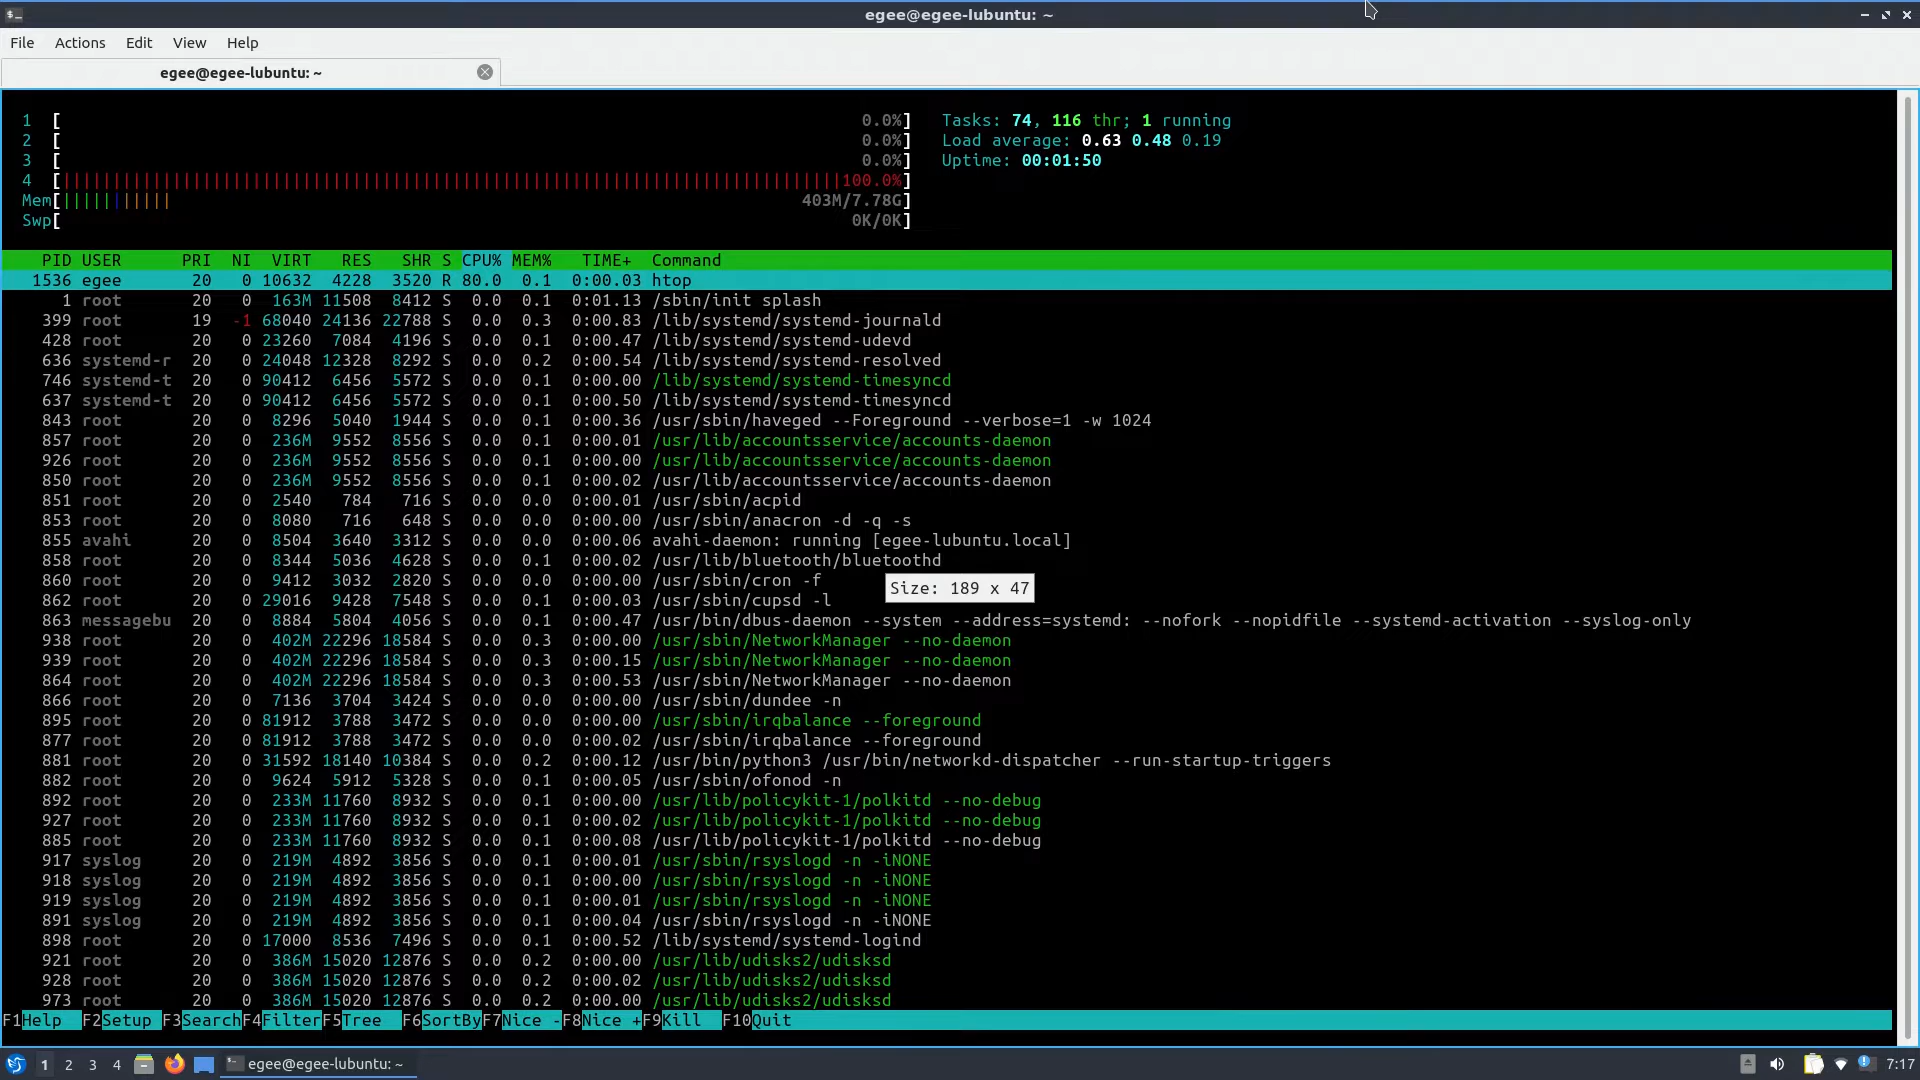 egee@egee-lubuntu: ~
File Actions Edit View Help
egee@egee-lubuntu: ~
1 [ 0.0%] Tasks: 74, 116 thr; 1 running
2 [ 0.0%] Load average: 0.63 0.48 0.19
3 [ 0.0%] Uptime: 00:01:50
4 [ 100.0%]
Mem[ 403M/7.78G]
Swp[ 0K/0K]
PID USER PRI NI VIRT RES SHR S CPU% MEM% TIME+ Command
1536 egee 20 0 10632 4228 3520 R 80.0 0.1 0:00.03 htop
1 root 20 0 163M 11508 8412 S 0.0 0.1 0:01.13 /sbin/init splash
399 root 19 -1 68040 24136 22788 S 0.0 0.3 0:00.83 /lib/systemd/systemd-journald
428 root 20 0 23260 7084 4196 S 0.0 0.1 0:00.47 /lib/systemd/systemd-udevd
636 systemd-r 20 0 24048 12328 8292 S 0.0 0.2 0:00.54 /lib/systemd/systemd-resolved
746 systemd-t 20 0 90412 6456 5572 S 0.0 0.1 0:00.00 /lib/systemd/systemd-timesyncd
637 systemd-t 20 0 90412 6456 5572 S 0.0 0.1 0:00.50 /lib/systemd/systemd-timesyncd
843 root 20 0 8296 5040 1944 S 0.0 0.1 0:00.36 /usr/sbin/haveged --Foreground --verbose=1 -w 1024
857 root 20 0 236M 9552 8556 S 0.0 0.1 0:00.01 /usr/lib/accountsservice/accounts-daemon
926 root 20 0 236M 9552 8556 S 0.0 0.1 0:00.00 /usr/lib/accountsservice/accounts-daemon
850 root 20 0 236M 9552 8556 S 0.0 0.1 0:00.02 /usr/lib/accountsservice/accounts-daemon
851 root 20 0 2540 784 716 S 0.0 0.0 0:00.01 /usr/sbin/acpid
853 root 20 0 8080 716 648 S 0.0 0.0 0:00.00 /usr/sbin/anacron -d -q -s
855 avahi 20 0 8504 3640 3312 S 0.0 0.0 0:00.06 avahi-daemon: running [egee-lubuntu.local]
858 root 20 0 8344 5036 4628 S 0.0 0.1 0:00.02 /usr/lib/bluetooth/bluetoothd
860 root 20 0 9412 3032 2820 S 0.0 0.0 0:00.00 /usr/sbin/cron -f
Size: 189 x 47
862 root 20 0 29016 9428 7548 S 0.0 0.1 0:00.03 /usr/sbin/cupsd -l
863 messagebu 20 0 8884 5804 4056 S 0.0 0.1 0:00.47 /usr/bin/dbus-daemon --system --address=systemd: --nofork --nopidfile --systemd-activation --syslog-only
938 root 20 0 402M 22296 18584 S 0.0 0.3 0:00.00 /usr/sbin/NetworkManager --no-daemon
939 root 20 0 402M 22296 18584 S 0.0 0.3 0:00.15 /usr/sbin/NetworkManager --no-daemon
864 root 20 0 402M 22296 18584 S 0.0 0.3 0:00.53 /usr/sbin/NetworkManager --no-daemon
866 root 20 0 7136 3704 3424 S 0.0 0.0 0:00.00 /usr/sbin/dundee -n
895 root 20 0 81912 3788 3472 S 0.0 0.0 0:00.00 /usr/sbin/irqbalance --foreground
877 root 20 0 81912 3788 3472 S 0.0 0.0 0:00.02 /usr/sbin/irqbalance --foreground
881 root 20 0 31592 18140 10384 S 0.0 0.2 0:00.12 /usr/bin/python3 /usr/bin/networkd-dispatcher --run-startup-triggers
882 root 20 0 9624 5912 5328 S 0.0 0.1 0:00.05 /usr/sbin/ofonod -n
892 root 20 0 233M 11760 8932 S 0.0 0.1 0:00.00 /usr/lib/policykit-1/polkitd --no-debug
927 root 20 0 233M 11760 8932 S 0.0 0.1 0:00.02 /usr/lib/policykit-1/polkitd --no-debug
885 root 20 0 233M 11760 8932 S 0.0 0.1 0:00.08 /usr/lib/policykit-1/polkitd --no-debug
917 syslog 20 0 219M 4892 3856 S 0.0 0.1 0:00.01 /usr/sbin/rsyslogd -n -iNONE
918 syslog 20 0 219M 4892 3856 S 0.0 0.1 0:00.00 /usr/sbin/rsyslogd -n -iNONE
919 syslog 20 0 219M 4892 3856 S 0.0 0.1 0:00.01 /usr/sbin/rsyslogd -n -iNONE
891 syslog 20 0 219M 4892 3856 S 0.0 0.1 0:00.04 /usr/sbin/rsyslogd -n -iNONE
898 root 20 0 17000 8536 7496 S 0.0 0.1 0:00.52 /lib/systemd/systemd-logind
921 root 20 0 386M 15020 12876 S 0.0 0.2 0:00.00 /usr/lib/udisks2/udisksd
928 root 20 0 386M 15020 12876 S 0.0 0.2 0:00.02 /usr/lib/udisks2/udisksd
973 root 20 0 386M 15020 12876 S 0.0 0.2 0:00.00 /usr/lib/udisks2/udisksd
F1Help F2Setup F3SearchF4FilterF5Tree F6SortByF7Nice -F8Nice +F9Kill F10Quit
1 2 3 4 egee@egee-lubuntu: ~ 7:17